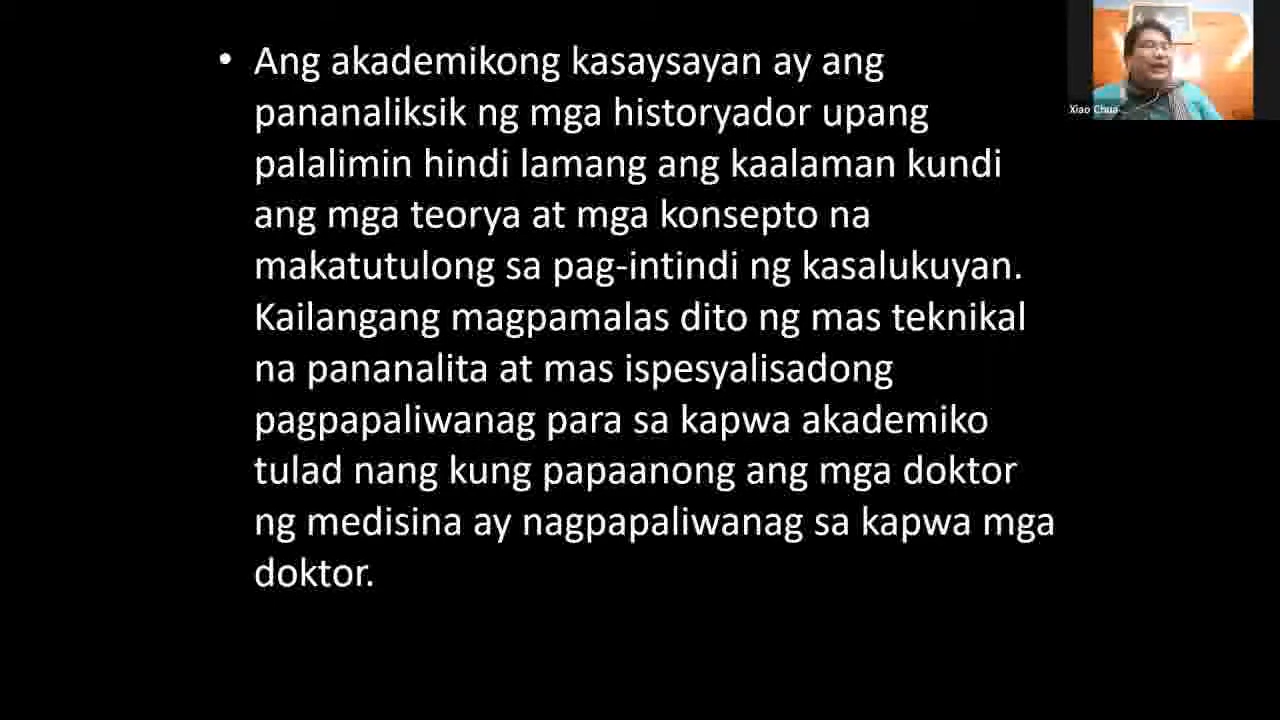 • Ang akademikong kasaysayan ay ang
pananaliksik ng mga historyador upang
palalimin hindi lamang ang kaalaman kundi
ang mga teorya at mga konsepto na
makatutulong sa pag-intindi ng kasalukuyan.
Kailangang magpamalas dito ng mas teknikal
na pananalita at mas ispesyalisadong
pagpapaliwanag para sa kapwa akademiko
tulad nang kung papaanong ang mga doktor
ng medisina ay nagpapaliwanag sa kapwa mga
doktor.
Xiao Chua